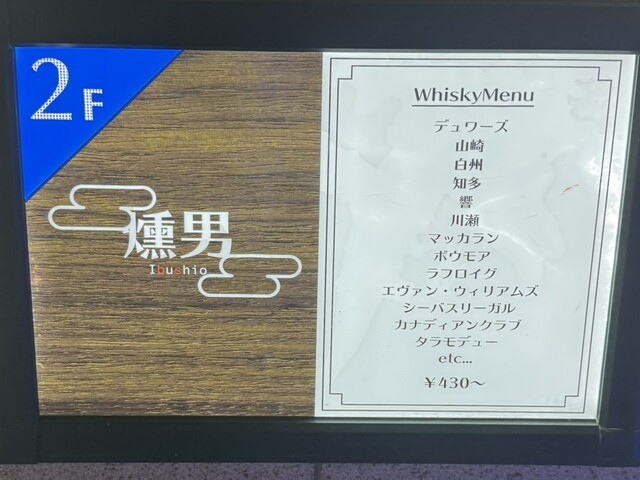 2F
燻男
Ibushio
WhiskyMenu
デュワーズ
山崎
白州
知多
響
川瀬
マッカラン
ボウモア
ラフロイグ
エヴァン・ウィリアムズ
シーバスリーガル
カナディアンクラブ
タラモデュー
etc...
¥430〜